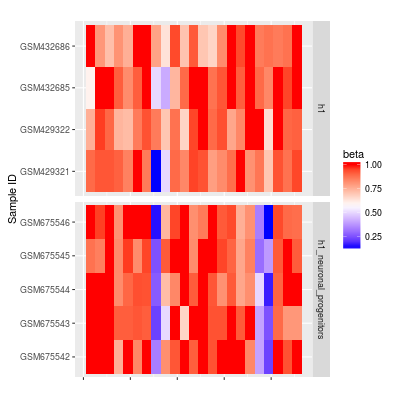 GSM432686
GSM432685
GSM429322
GSM429321
h1
GSM675546
GSM675545
GSM675544
GSM675543
GSM675542
h1_neuronal_progenitors
Sample ID
beta
1.00
0.75
0.50
0.25